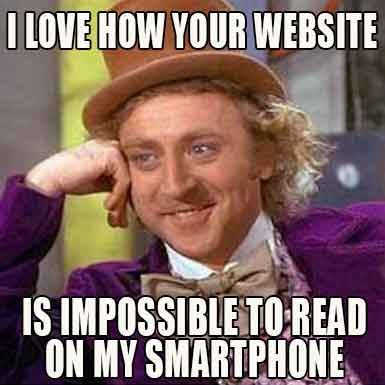 I LOVE HOW YOUR WEBSITE
IS IMPOSSIBLE TO READ
ON MY SMARTPHONE